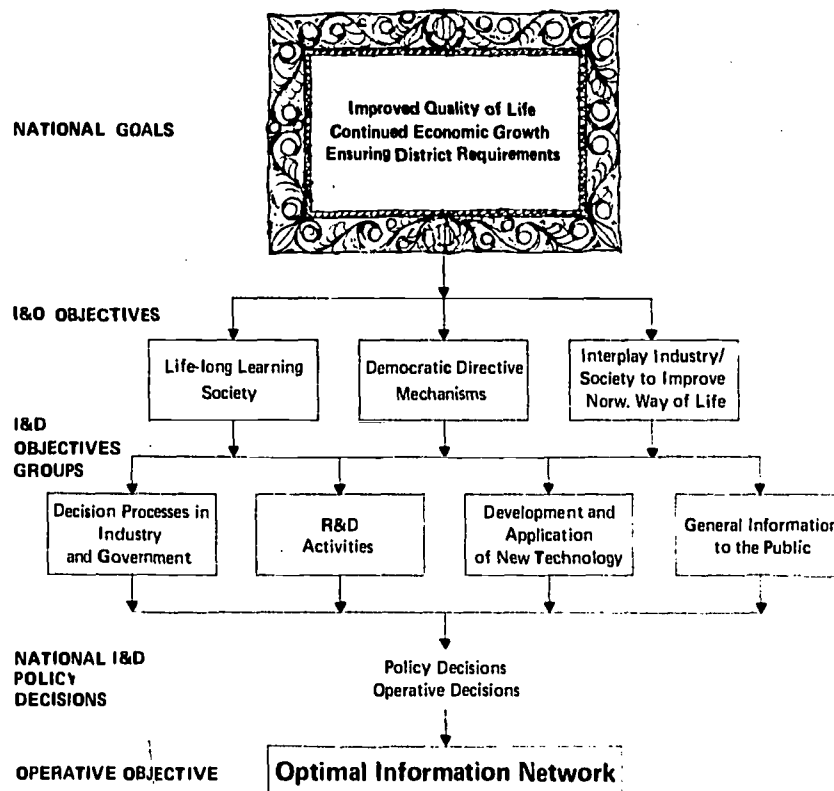 NATIONAL GOALS
Improved Quality of Life
Continued Economic Growth
Ensuring District Requirements
I&O OBJECTIVES
Life-long Learning
Society
Democratic Directive
Mechanisms
Interplay Industry/
Society to Improve
Norw. Way of Life
I&D
OBJECTIVES
GROUPS
Decision Processes in
Industry
and Government
R&D
Activities
Development and
Application
of New Technology
General Information
to the Public
NATIONAL I&D
POLICY
DECISIONS
Policy Decisions
Operative Decisions
OPERATIVE OBJECTIVE
Optimal Information Network